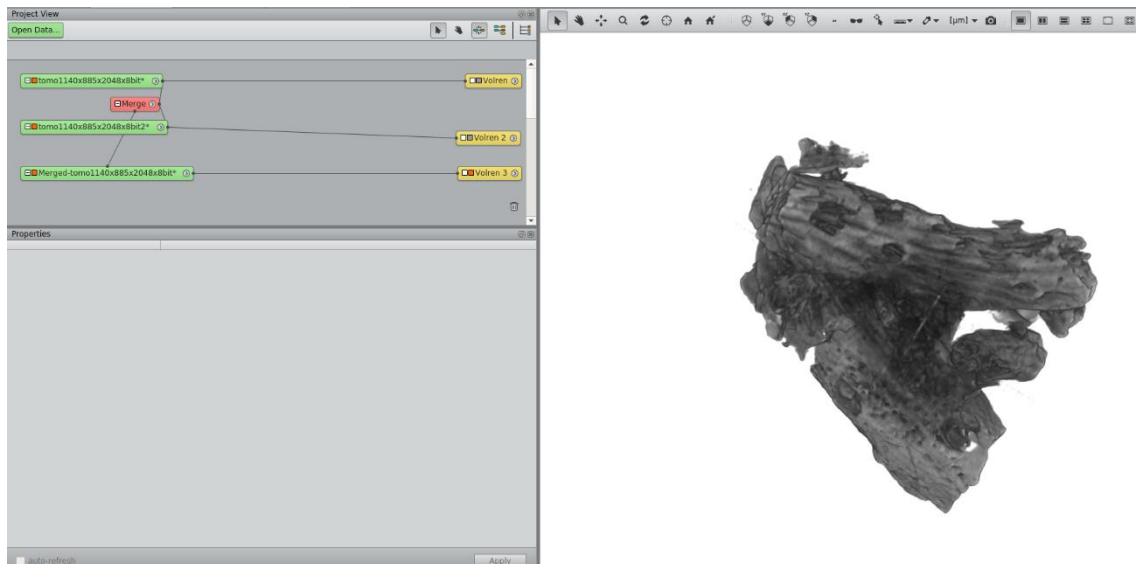 Project View
Open Data...
tomo1140x885x2048x8bit*
Volren
Merge
tomo1140x885x2048x8bit2*
Volren 2
Merged-tomo1140x885x2048x8bit*
Volren 3
Properties
auto-refresh
Apply
[µm]